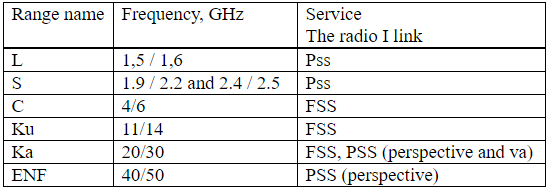 Range name Frequency, GHz Service
The radio I link
L 1,5 / 1,6 Pss
S 1.9 / 2.2 and 2.4 / 2.5 Pss
C 4/6 FSS
Ku 11/14 FSS
Ka 20/30 FSS, PSS (perspective and va)
ENF 40/50 PSS (perspective)